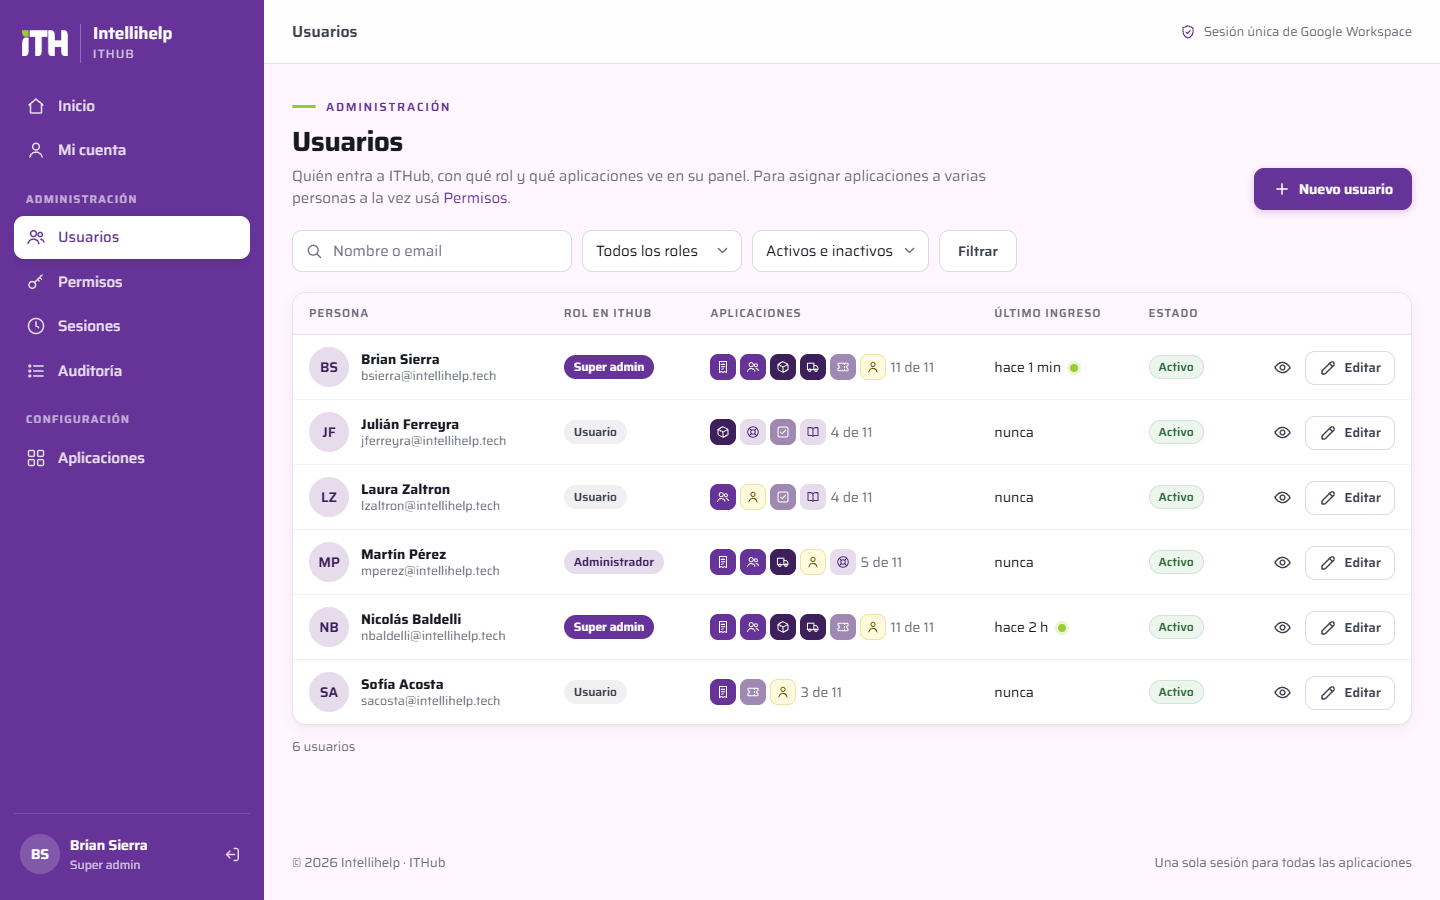 iTH
Intellihelp
ITHUB
Inicio
Mi cuenta
ADMINISTRACIÓN
Usuarios
Permisos
Sesiones
Auditoría
CONFIGURACIÓN
Aplicaciones
BS
Brian Sierra
Super admin
Usuarios
Sesión única de Google Workspace
ADMINISTRACIÓN
Usuarios
Quién entra a ITHub, con qué rol y qué aplicaciones ve en su panel. Para asignar aplicaciones a varias
personas a la vez usá Permisos.
Nuevo usuario
Nombre o email
Todos los roles
Activos e inactivos
Filtrar
PERSONA ROL EN ITHUB APLICACIONES ÚLTIMO INGRESO ESTADO
BS Brian Sierra Super admin 11 de 11 hace 1 min Activo Editar
bsierra@intellihelp.tech
JF Julián Ferreyra Usuario 4 de 11 nunca Activo Editar
jferreyra@intellihelp.tech
LZ Laura Zaltron Usuario 4 de 11 nunca Activo Editar
lzaltron@intellihelp.tech
MP Martín Pérez Administrador 5 de 11 nunca Activo Editar
mperez@intellihelp.tech
NB Nicolás Baldelli Super admin 11 de 11 hace 2 h Activo Editar
nbaldelli@intellihelp.tech
SA Sofía Acosta Usuario 3 de 11 nunca Activo Editar
sacosta@intellihelp.tech
6 usuarios
© 2026 Intellihelp · ITHub
Una sola sesión para todas las aplicaciones